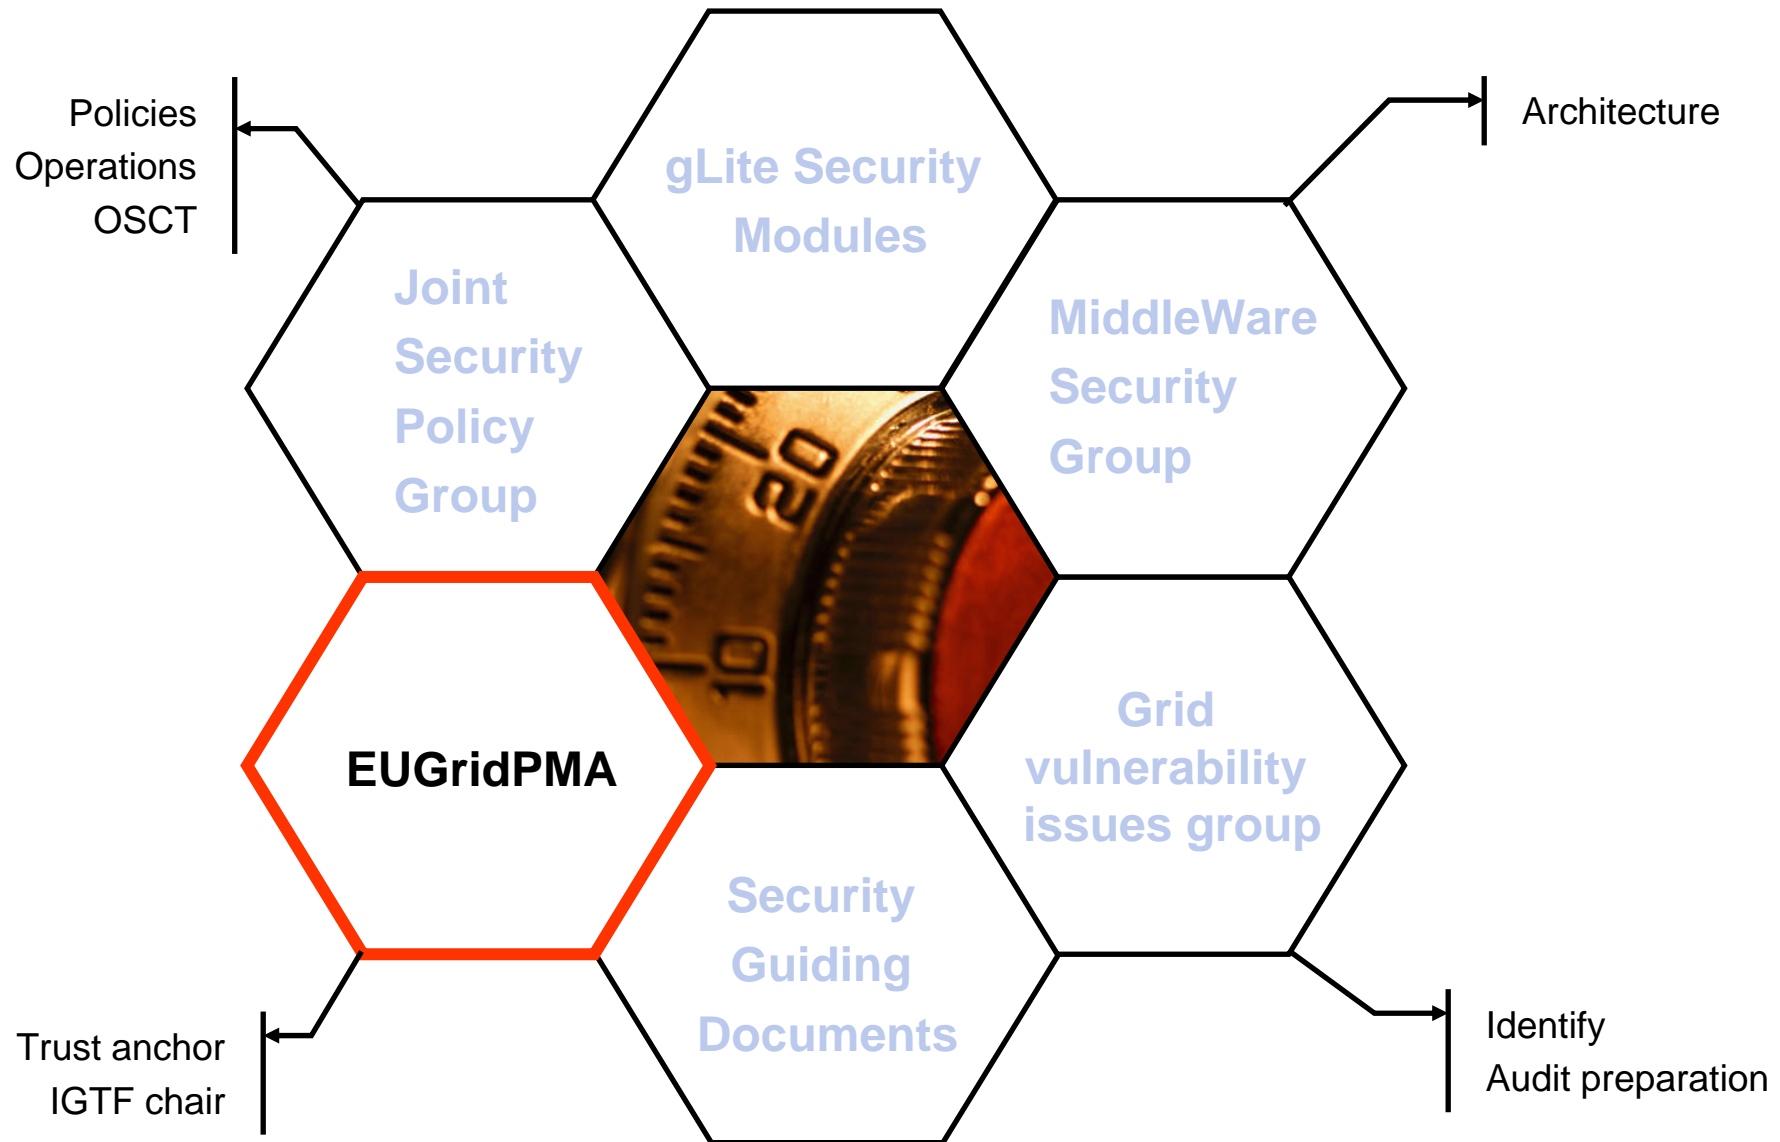 Policies
Operations
OSCT
Architecture
gLite Security
Modules
Joint
Security
Policy
Group
MiddleWare
Security
Group
20
10
EUGridPMA
Grid
vulnerability
issues group
Security
Guiding
Documents
Trust anchor
IGTF chair
Identify
Audit preparation